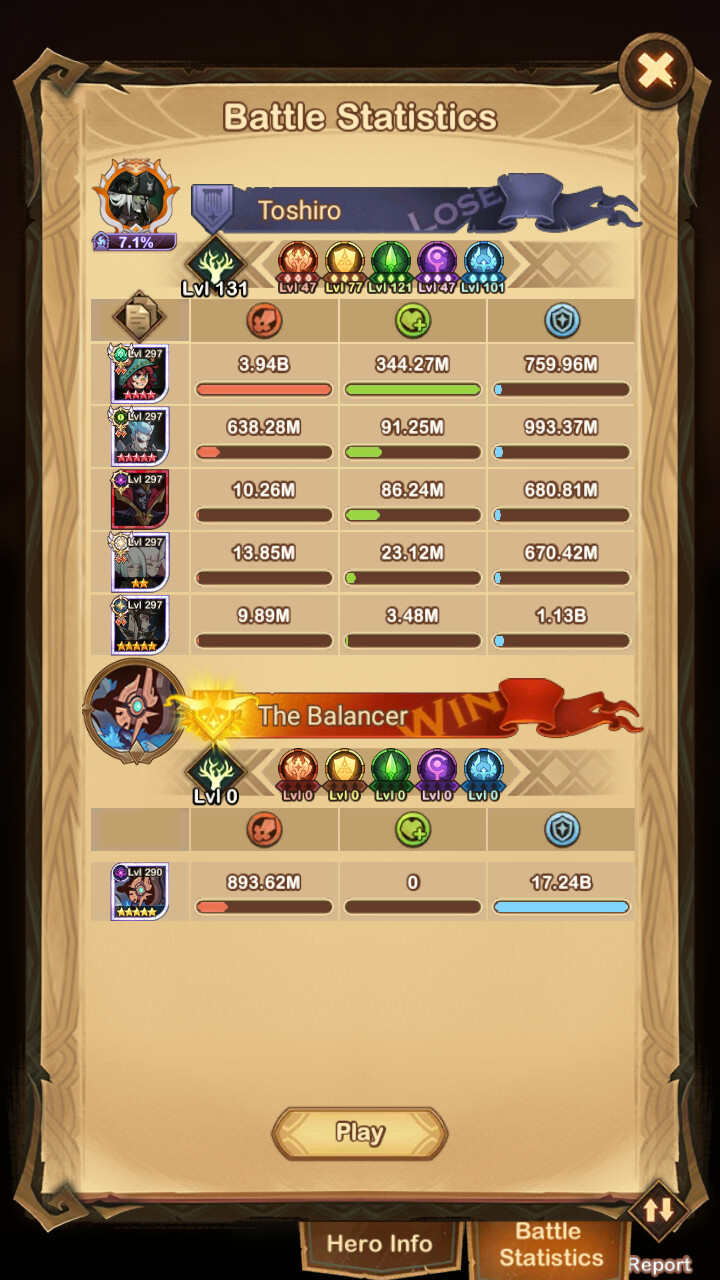 Battle Statistics
Toshiro
LOSE
7.1%
Lvl 131
Lvl 47 Lvl 77 Lvl 121 Lvl 47 Lvl 101
Lvl 297
3.94B 344.27M 759.96M
Lvl 297
638.28M 91.25M 993.37M
Lvl 297
10.26M 86.24M 680.81M
Lvl 297
13.85M 23.12M 670.42M
Lvl 297
9.89M 3.48M 1.13B
The Balancer
WIN
Lvl 0
Lvl 0 Lvl 0 Lvl 0 Lvl 0 Lvl 0
Lvl 290
893.62M 0 17.24B
Play
Hero Info
Battle
Statistics
Report